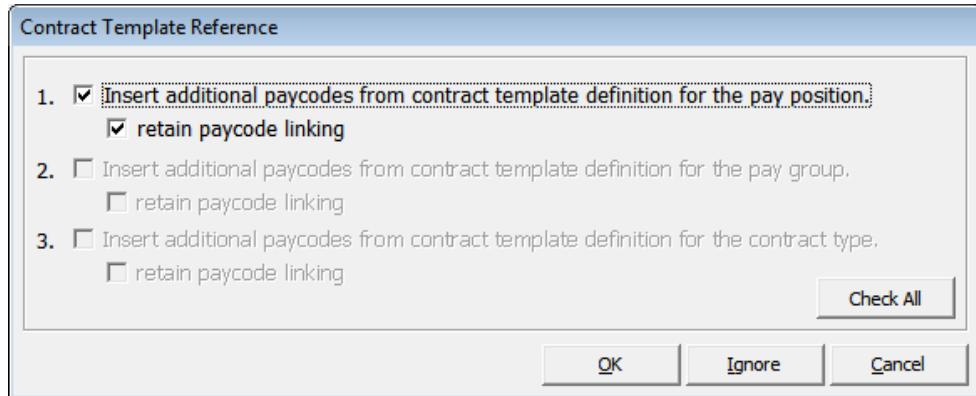 Contract Template Reference
1. Insert additional paycodes from contract template definition for the pay position.
retain paycode linking
2. Insert additional paycodes from contract template definition for the pay group.
retain paycode linking
3. Insert additional paycodes from contract template definition for the contract type.
retain paycode linking
Check All
OK Ignore Cancel